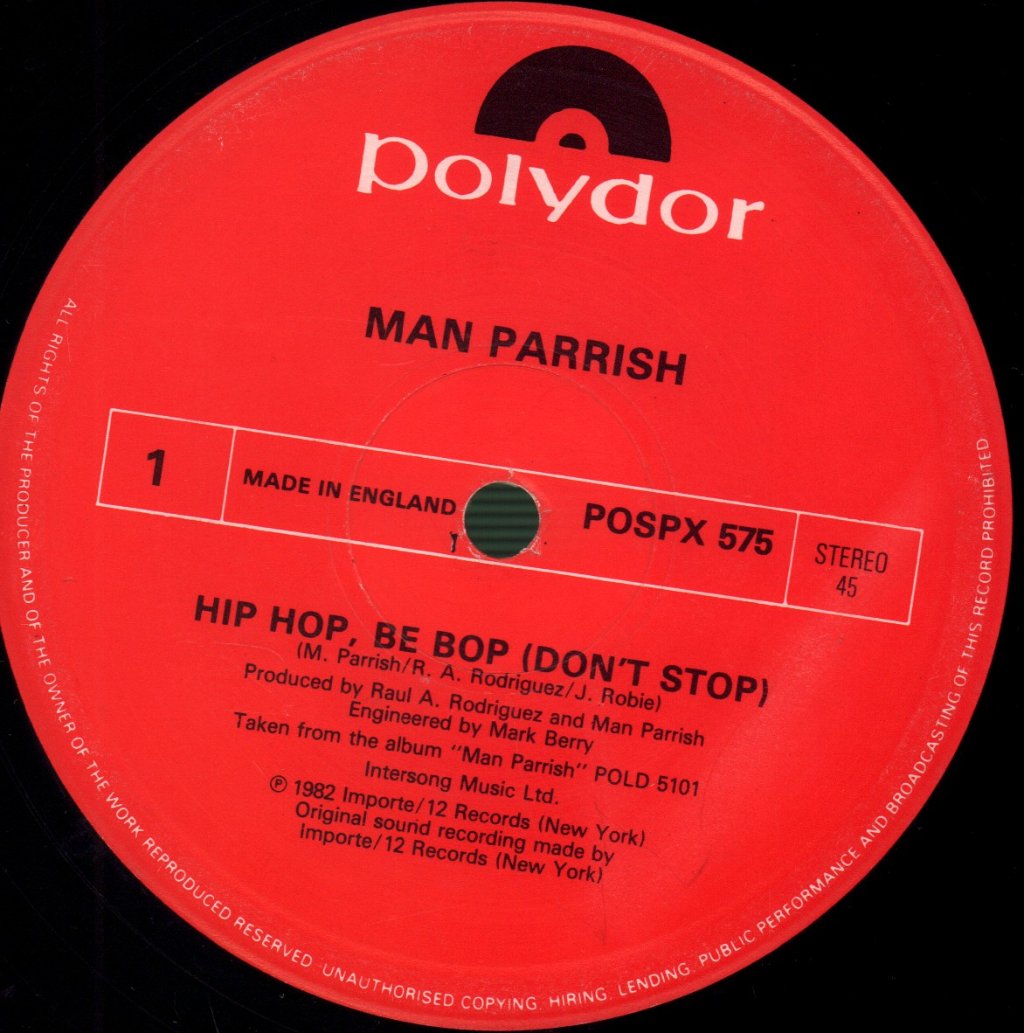 polydor
MAN PARRISH
1
MADE IN ENGLAND
POSPX 575
STEREO
45
HIP HOP, BE BOP (DON'T STOP)
(M. Parrish/R. A. Rodriguez/J. Robie)
Produced by Raul A. Rodriguez and Man Parrish
Engineered by Mark Berry
Taken from the album "Man Parrish" POLD 5101
Intersong Music Ltd.
℗ 1982 Importe/12 Records (New York)
Original sound recording made by
Importe/12 Records (New York)
ALL RIGHTS OF THE PRODUCER AND OF THE OWNER OF THE WORK REPRODUCED RESERVED. UNAUTHORISED COPYING, HIRING, LENDING, PUBLIC PERFORMANCE AND BROADCASTING OF THIS RECORD PROHIBITED